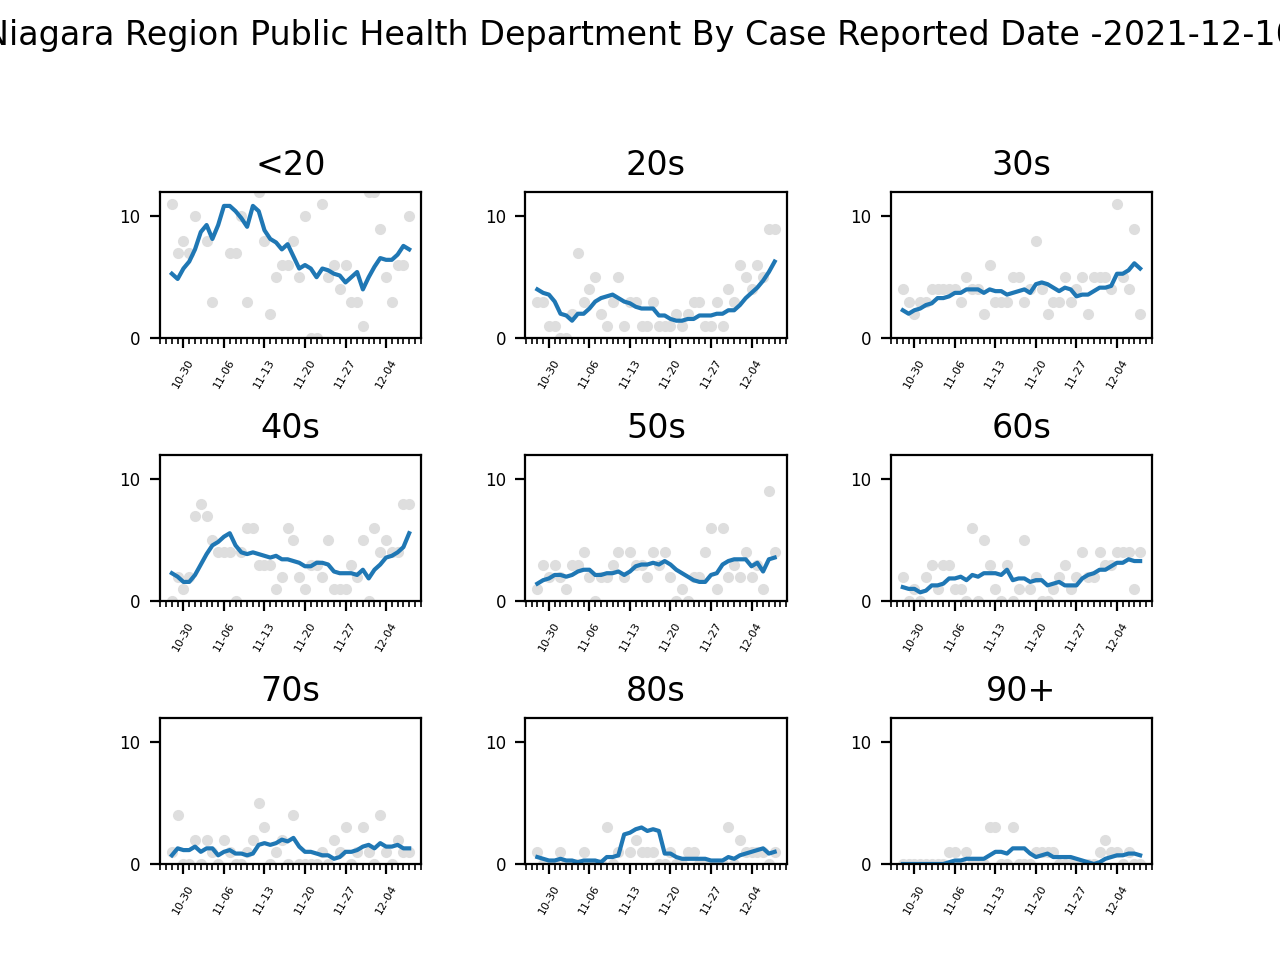 Niagara Region Public Health Department By Case Reported Date -2021-12-10
<20 20s 30s
10 10 10
0 0 0
10-30 11-06 11-13 11-20 11-27 12-04 10-30 11-06 11-13 11-20 11-27 12-04 10-30 11-06 11-13 11-20 11-27 12-04
40s 50s 60s
10 10 10
0 0 0
10-30 11-06 11-13 11-20 11-27 12-04 10-30 11-06 11-13 11-20 11-27 12-04 10-30 11-06 11-13 11-20 11-27 12-04
70s 80s 90+
10 10 10
0 0 0
10-30 11-06 11-13 11-20 11-27 12-04 10-30 11-06 11-13 11-20 11-27 12-04 10-30 11-06 11-13 11-20 11-27 12-04